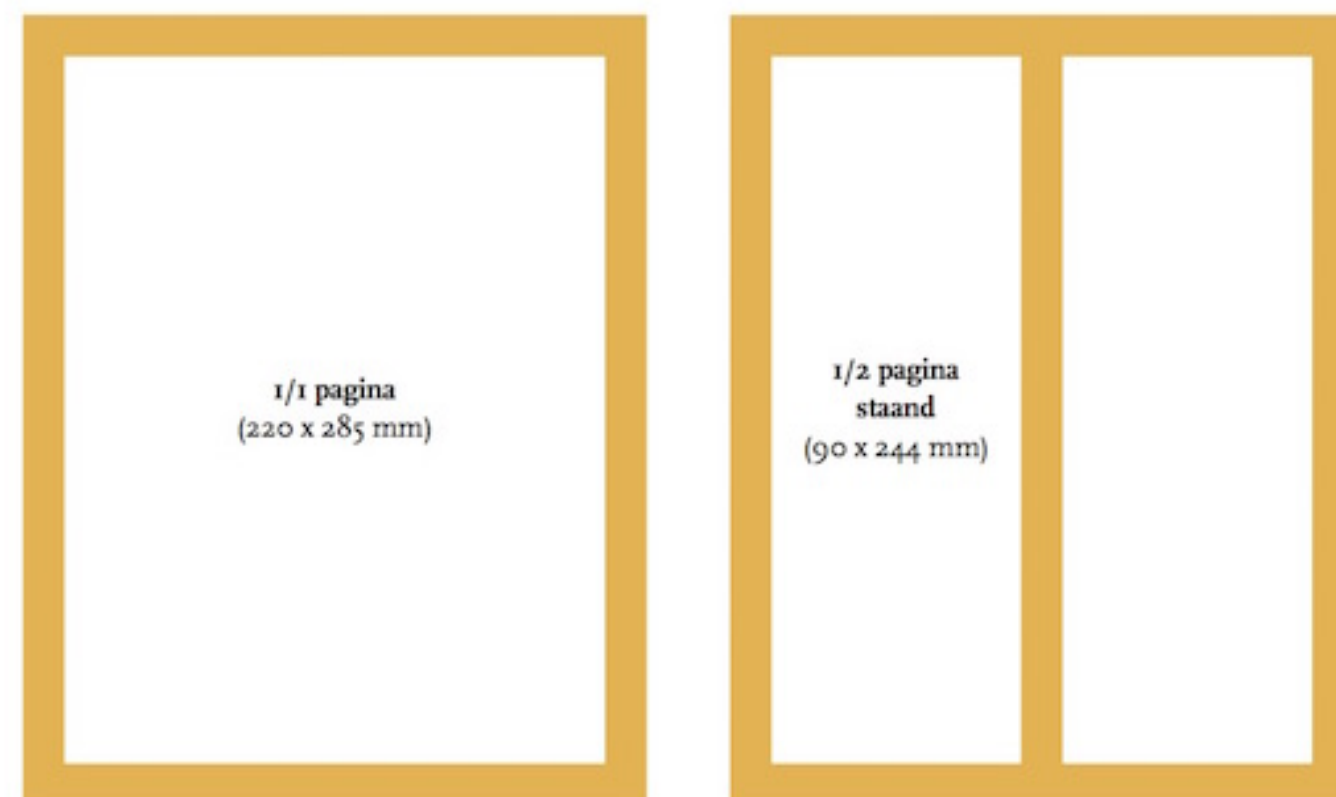 1/1 pagina
(220 x 285 mm)
1/2 pagina
staand
(90 x 244 mm)